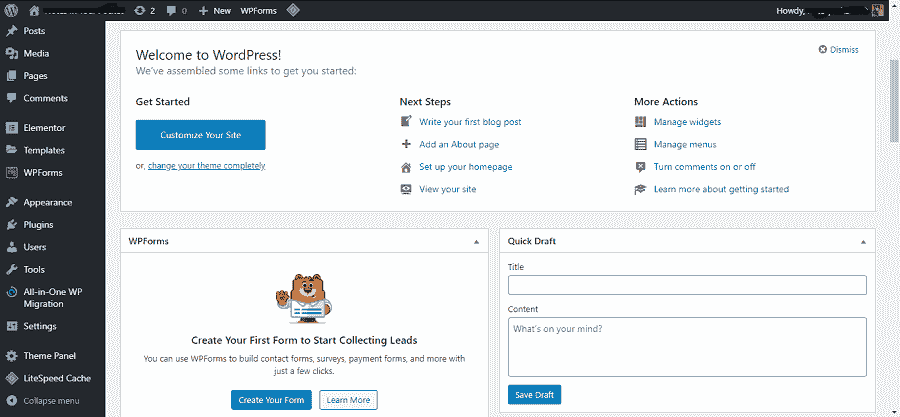 2 0 + New WPForms Howdy,
Posts
Media
Pages
Comments
Elementor
Templates
WPForms
Appearance
Plugins
Users
Tools
All-in-One WP
Migration
Settings
Theme Panel
LiteSpeed Cache
Collapse menu
Welcome to WordPress!
We've assembled some links to get you started:
Dismiss
Get Started
Customize Your Site
or, change your theme completely
Next Steps
Write your first blog post
Add an About page
Set up your homepage
View your site
More Actions
Manage widgets
Manage menus
Turn comments on or off
Learn more about getting started
WPForms
Create Your First Form to Start Collecting Leads
You can use WPForms to build contact forms, surveys, payment forms, and more with
just a few clicks.
Create Your Form Learn More
Quick Draft
Title
Content
What's on your mind?
Save Draft